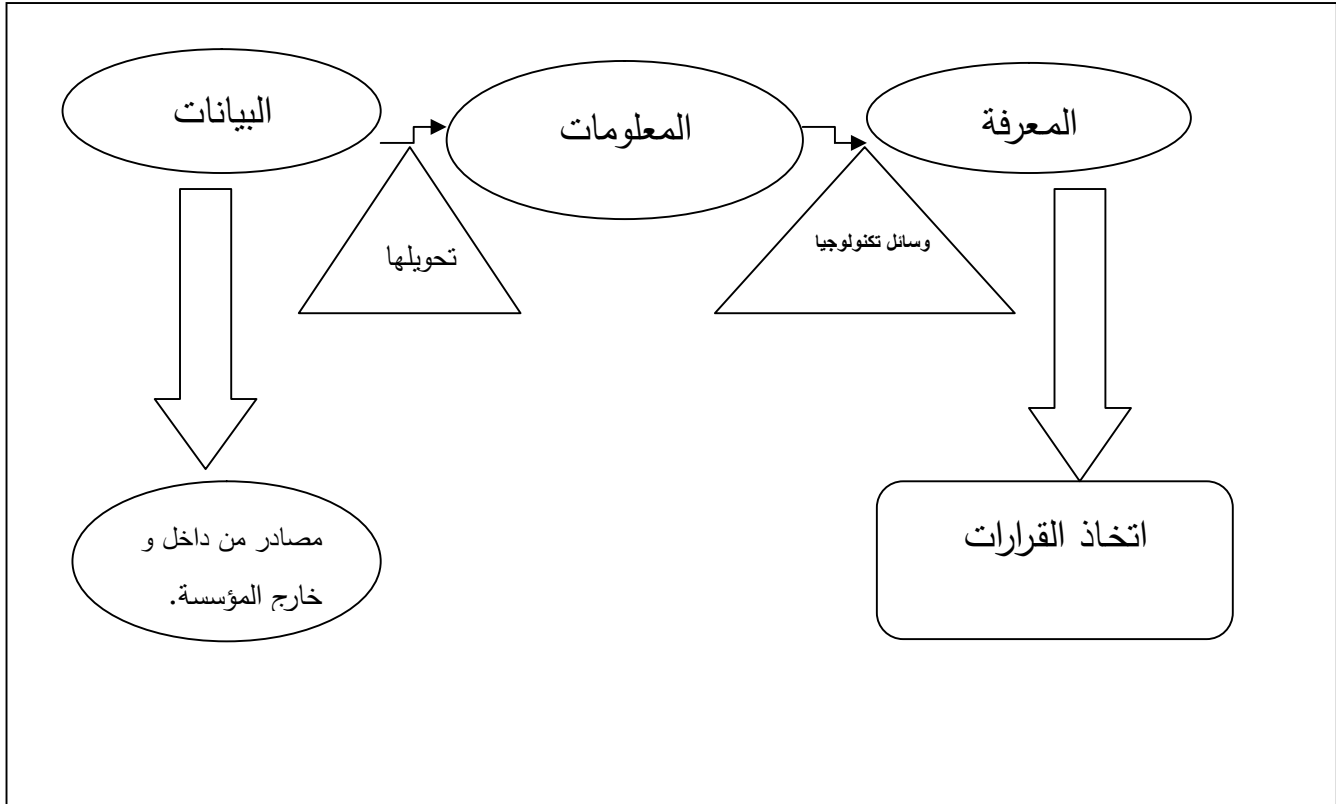 البيانات
المعلومات
المعرفة
تحويلها
وسائل تكنولوجيا
مصادر من داخل و
خارج المؤسسة.
اتخاذ القرارات